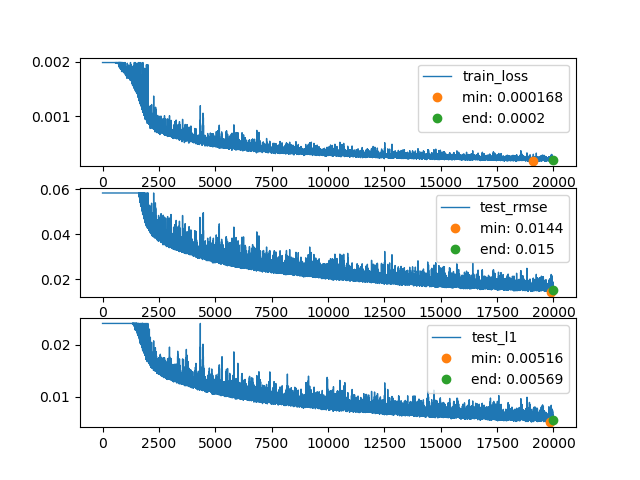 0.002
0.001
train_loss
min: 0.000168
end: 0.0002
0 2500 5000 7500 10000 12500 15000 17500 20000
0.06
0.04
0.02
test_rmse
min: 0.0144
end: 0.015
0 2500 5000 7500 10000 12500 15000 17500 20000
0.02
0.01
test_l1
min: 0.00516
end: 0.00569
0 2500 5000 7500 10000 12500 15000 17500 20000